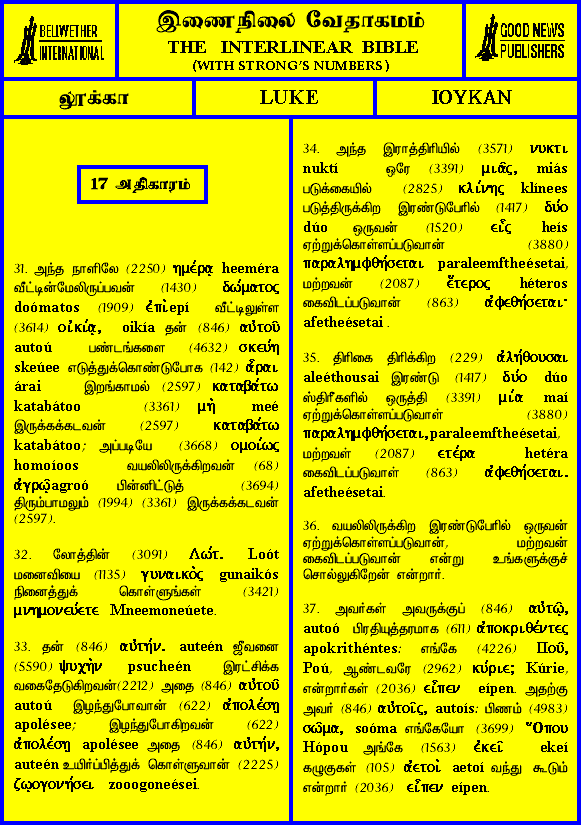 BELLWETHER
INTERNATIONAL
இணைநிலை வேதாகமம்
THE INTERLINEAR BIBLE
(WITH STRONG'S NUMBERS)
GOOD NEWS
PUBLISHERS
லூக்கா
LUKE
ΙΟΥΚΑΝ
17 அதிகாரம்
31. அந்த நாளிலே (2250) ημέρᾳ heeméra
வீட்டின்மேலிருப்பவன் (1430) δώματος
doómatos (1909) ἐπὶepí வீட்டிலுள்ள
(3614) οἰκίᾳ, oikía தன் (846) αὐτοῦ
autoú பண்டங்களை (4632) σκεύη
skeúee எடுத்துக்கொண்டுபோக (142) ἆραι
árai இறங்காமல் (2597) καταβάτω
katabátoo (3361) μὴ meé
இருக்கக்கடவன் (2597) καταβάτω
katabátoo; அப்படியே (3668) ομοίως
homoíoos வயலிலிருக்கிறவன் (68)
ἀγρῷagroó பின்னிட்டுத் (3694)
திரும்பாமலும் (1994) (3361) இருக்கக்கடவன்
(2597).
32. லோத்தின் (3091) Λώτ. Loót
மனைவியை (1135) γυναικὸς gunaikós
நினைத்துக் கொள்ளுங்கள் (3421)
μνημονεύετε Mneemoneúete.
33. தன் (846) αὐτήν. auteén ஜீவனை
(5590) ψυχὴν psucheén இரட்சிக்க
வகைதேடுகிறவன்(2212) அதை (846) αὐτοῦ
autoú இழந்துபோவான் (622) ἀπολέσῃ
apolésee; இழந்துபோகிறவன் (622)
ἀπολέσῃ apolésee அதை (846) αὐτήν,
auteén உயிர்ப்பித்துக் கொள்ளுவான் (2225)
ζῳογονήσει zooogoneései.
34. அந்த இராத்திரியில் (3571) νυκτι
nuktí ஒரே (3391) μιᾶς, miás
படுக்கையில் (2825) κλίνης klínees
படுத்திருக்கிற இரண்டுபேரில் (1417) δύο
dúo ஒருவன் (1520) εἷς heís
ஏற்றுக்கொள்ளப்படுவான் (3880)
παραλημφθήσεται paraleemftheésetai,
மற்றவன் (2087) ἕτερος héteros
கைவிடப்படுவான் (863) ἀφεθήσεται·
afetheésetai .
35. திரிகை திரிக்கிற (229) ἀλήθουσαι
aleéthousai இரண்டு (1417) δύο dúo
ஸ்திரீகளில் ஒருத்தி (3391) μία maí
ஏற்றுக்கொள்ளப்படுவாள் (3880)
παραλημφθήσεται, paraleemftheésetai,
மற்றவள் (2087) ετέρα hetéra
கைவிடப்படுவாள் (863) ἀφεθήσεται.
afetheésetai.
36. வயலிலிருக்கிற இரண்டுபேரில் ஒருவன்
ஏற்றுக்கொள்ளப்படுவான், மற்றவன்
கைவிடப்படுவான் என்று உங்களுக்குச்
சொல்லுகிறேன் என்றார்.
37. அவர்கள் அவருக்குப் (846) αὐτῷ,
autoó பிரதியுத்தரமாக (611) ἀποκριθέντες
apokrithéntes: எங்கே (4226) Ποῦ,
Poú, ஆண்டவரே (2962) κύριε; Kúrie,
என்றார்கள் (2036) εἶπεν eípen. அதற்கு
அவர் (846) αὐτοῖς, autoís: பிணம் (4983)
σῶμα, soóma எங்கேயோ (3699) Ὅπου
Hópou அங்கே (1563) ἐκεῖ ekeí
கழுகுகள் (105) ἀετοὶ aetoí வந்து கூடும்
என்றார் (2036) εἶπεν eípen.